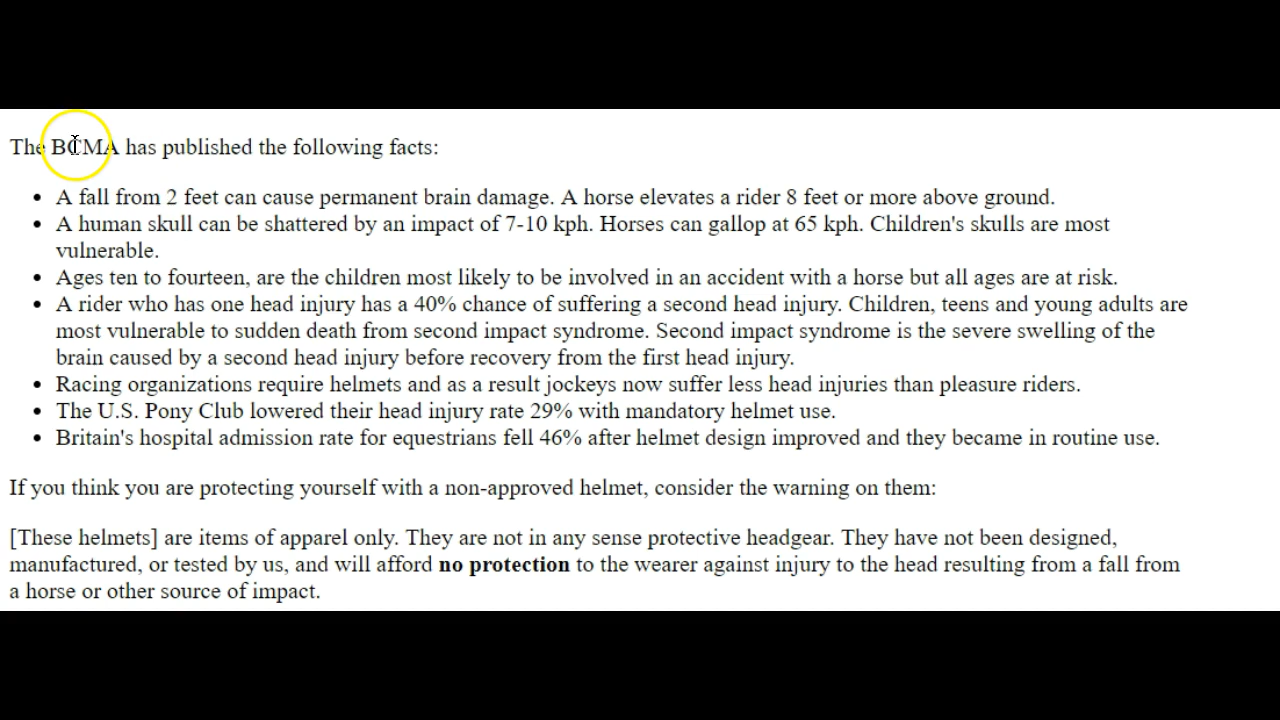 The BCMA has published the following facts:
• A fall from 2 feet can cause permanent brain damage. A horse elevates a rider 8 feet or more above ground.
• A human skull can be shattered by an impact of 7-10 kph. Horses can gallop at 65 kph. Children's skulls are most
vulnerable.
• Ages ten to fourteen, are the children most likely to be involved in an accident with a horse but all ages are at risk.
• A rider who has one head injury has a 40% chance of suffering a second head injury. Children, teens and young adults are
most vulnerable to sudden death from second impact syndrome. Second impact syndrome is the severe swelling of the
brain caused by a second head injury before recovery from the first head injury.
• Racing organizations require helmets and as a result jockeys now suffer less head injuries than pleasure riders.
• The U.S. Pony Club lowered their head injury rate 29% with mandatory helmet use.
• Britain's hospital admission rate for equestrians fell 46% after helmet design improved and they became in routine use.
If you think you are protecting yourself with a non-approved helmet, consider the warning on them:
[These helmets] are items of apparel only. They are not in any sense protective headgear. They have not been designed,
manufactured, or tested by us, and will afford no protection to the wearer against injury to the head resulting from a fall from
a horse or other source of impact.